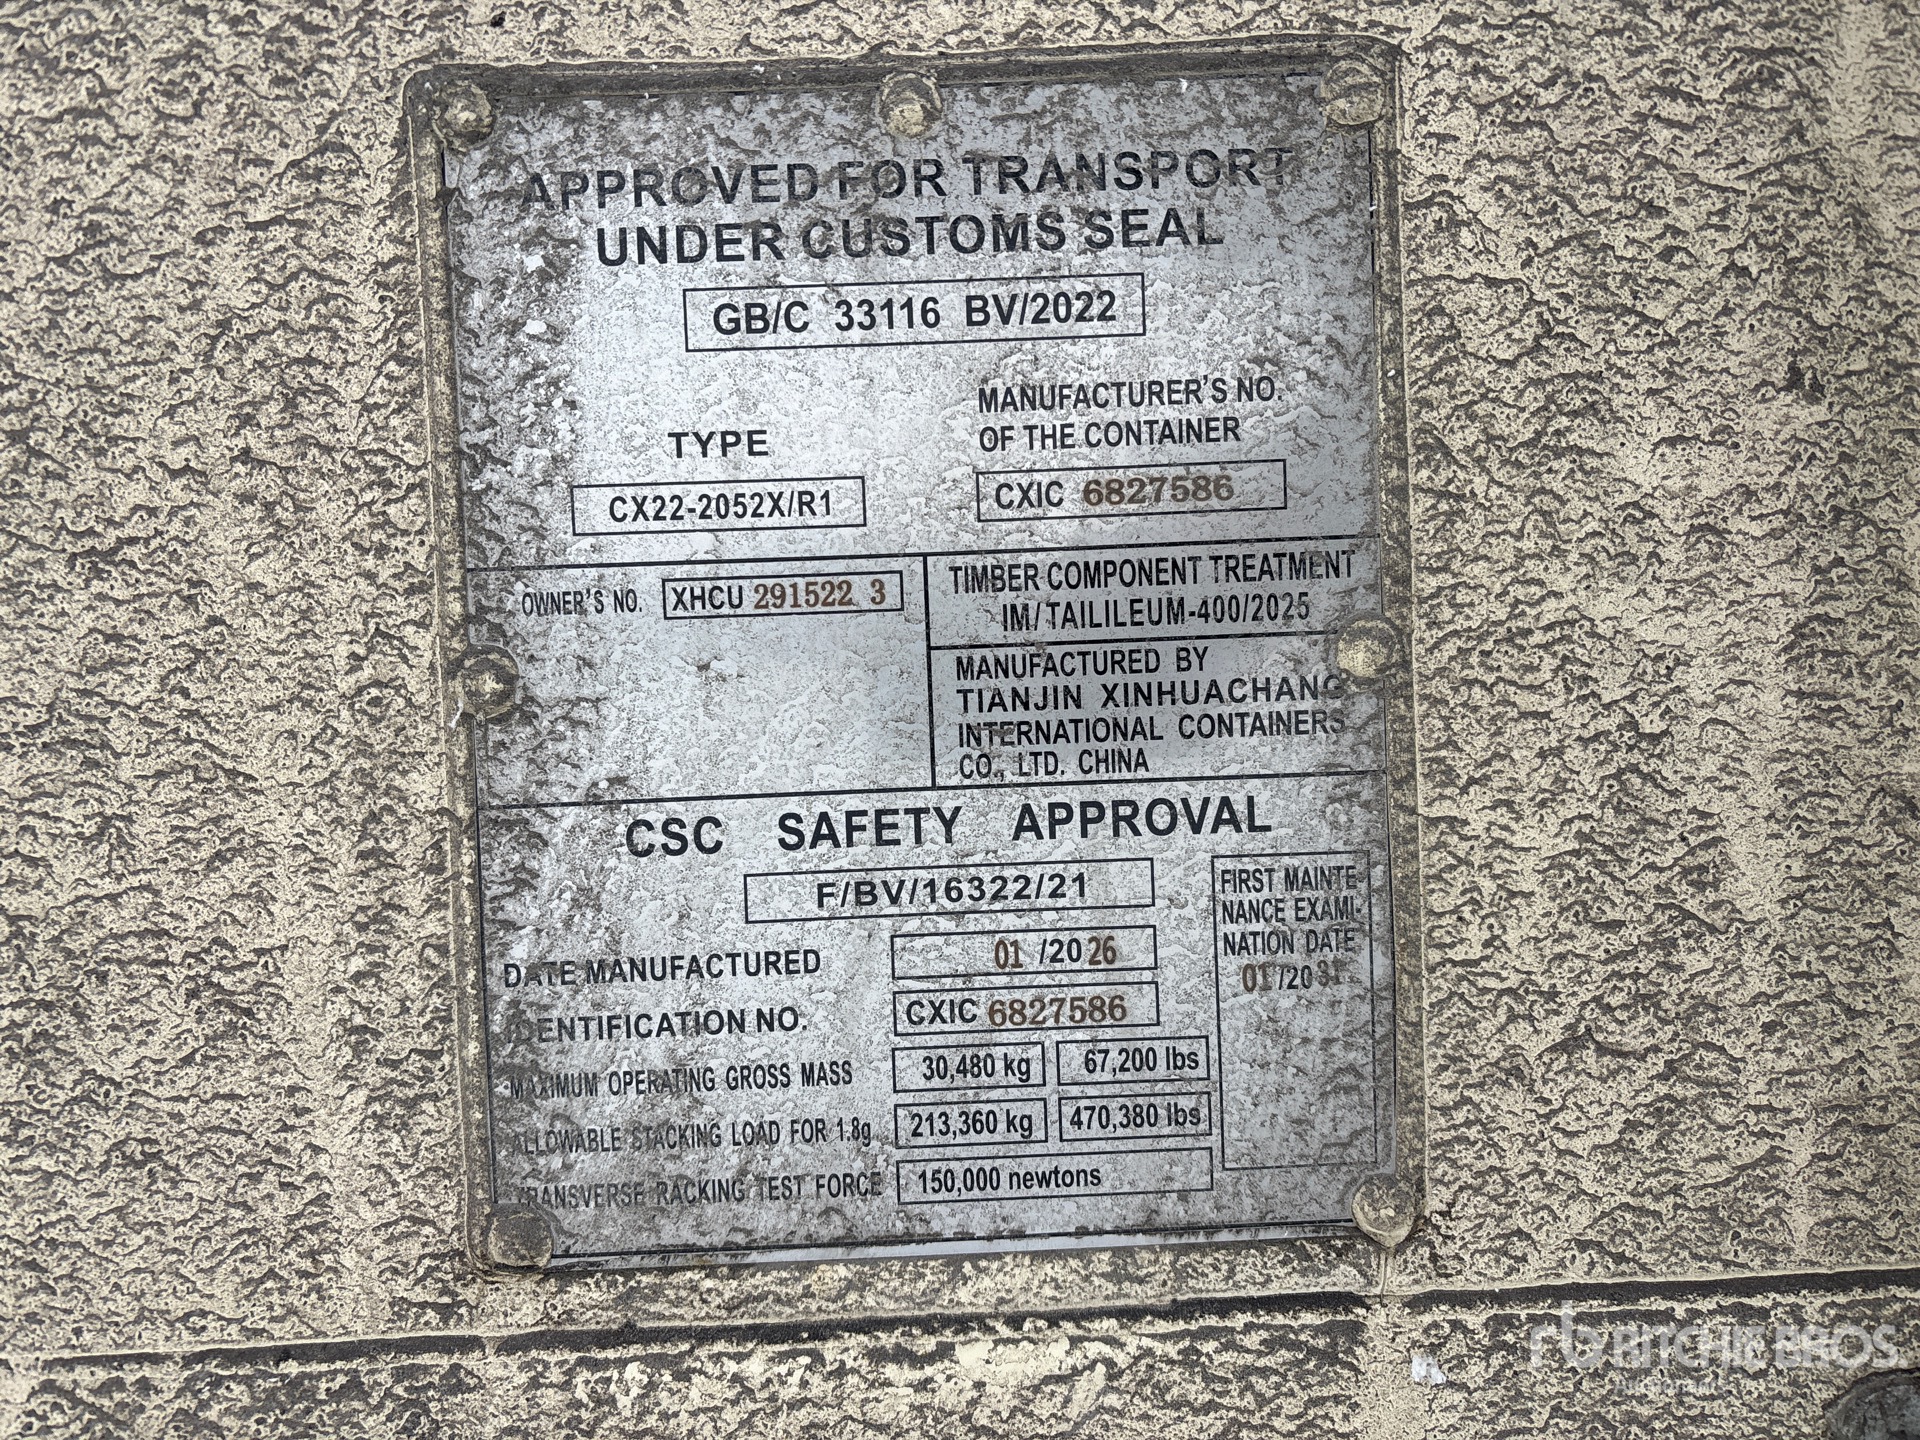 APPROVED FOR TRANSPORT
UNDER CUSTOMS SEAL
GB/C 33116 BV/2022
TYPE
CX22-2052X/R1
MANUFACTURER'S NO.
OF THE CONTAINER
CXIC 6827586
OWNER'S NO. XHCU 291522 3
TIMBER COMPONENT TREATMENT
IM/TAILILEUM-400/2025
MANUFACTURED BY
TIANJIN XINHUACHANG
INTERNATIONAL CONTAINERS
CO., LTD. CHINA
CSC SAFETY APPROVAL
F/BV/16322/21
DATE MANUFACTURED 01/2026
IDENTIFICATION NO. CXIC 6827586
MAXIMUM OPERATING GROSS MASS 30,480 kg 67,200 lbs
ALLOWABLE STACKING LOAD FOR 1.8g 213,360 kg 470,380 lbs
TRANSVERSE RACKING TEST FORCE 150,000 newtons
FIRST MAINTE-
NANCE EXAMI-
NATION DATE
01/2031
rb RITCHIE BROS